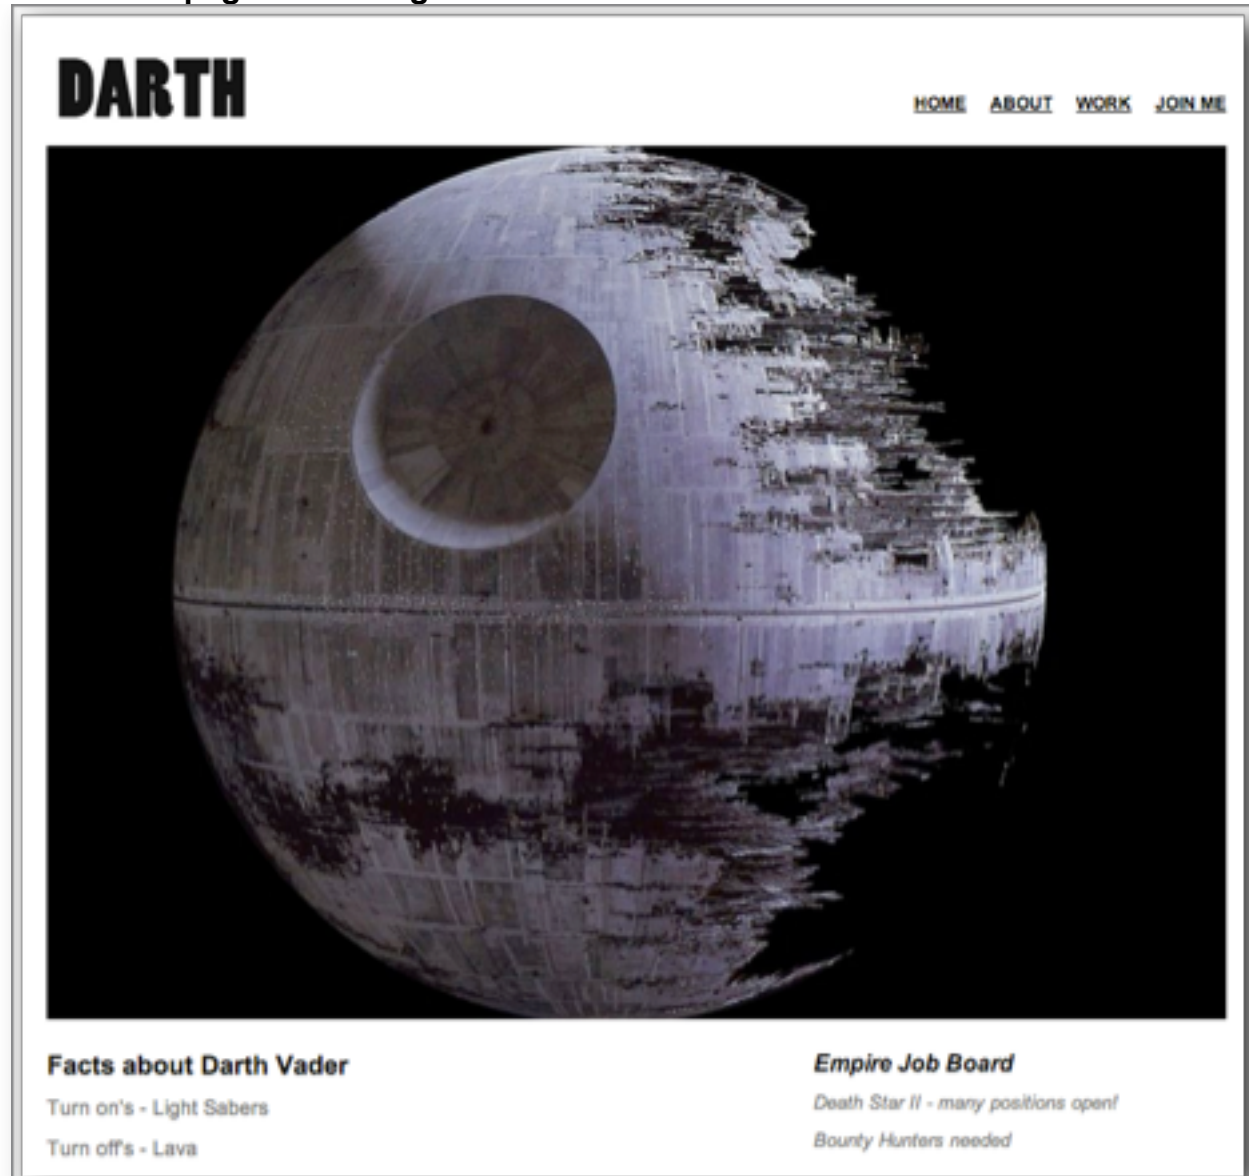 DARTH
HOME ABOUT WORK JOIN ME
Facts about Darth Vader
Turn on's - Light Sabers
Turn off's - Lava
Empire Job Board
Death Star II - many positions open!
Bounty Hunters needed